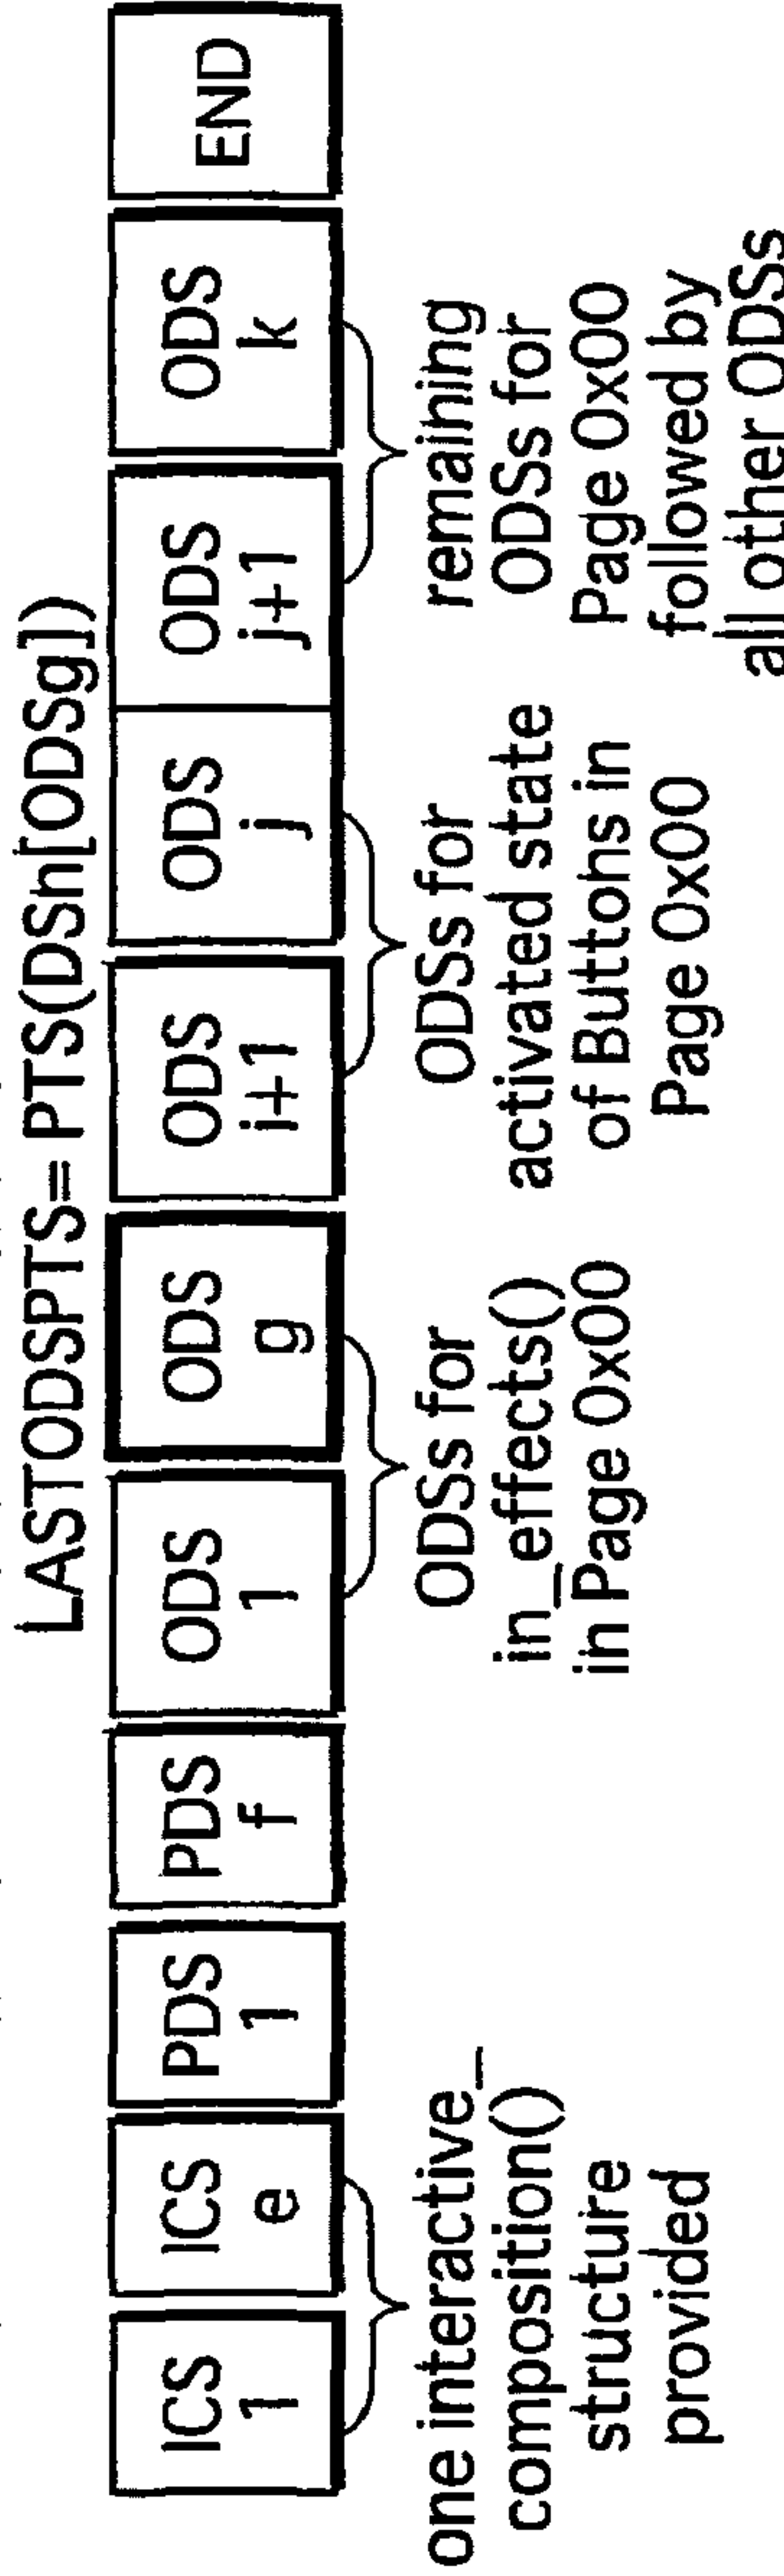 LASTODSPTS= PTS(DSn[ODSg])
ICS
1
ICS
e
PDS
1
PDS
f
ODS
1
ODS
g
ODS
i+1
ODS
j
ODS
j+1
ODS
k
END
one interactive_
composition()
structure
provided
ODSs for
in_effects()
in Page 0x00
ODSs for
activated state
of Buttons in
Page 0x00
remaining
ODSs for
Page 0x00
followed by
all other ODSs